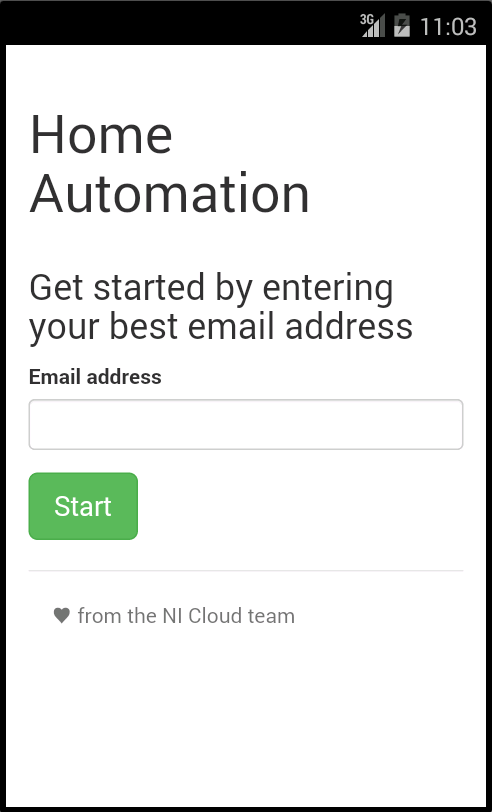 3G 11:03
Home
Automation
Get started by entering
your best email address
Email address
Start
♥ from the NI Cloud team